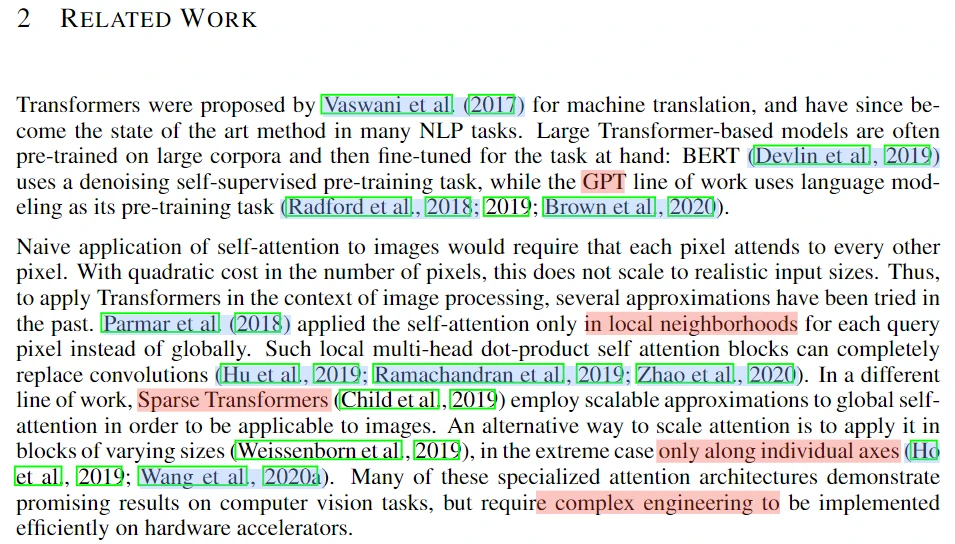 2 RELATED WORK
Transformers were proposed by Vaswani et al. (2017) for machine translation, and have since be-
come the state of the art method in many NLP tasks. Large Transformer-based models are often
pre-trained on large corpora and then fine-tuned for the task at hand: BERT (Devlin et al., 2019)
uses a denoising self-supervised pre-training task, while the GPT line of work uses language mod-
eling as its pre-training task (Radford et al., 2018; 2019; Brown et al., 2020).
Naive application of self-attention to images would require that each pixel attends to every other
pixel. With quadratic cost in the number of pixels, this does not scale to realistic input sizes. Thus,
to apply Transformers in the context of image processing, several approximations have been tried in
the past. Parmar et al. (2018) applied the self-attention only in local neighborhoods for each query
pixel instead of globally. Such local multi-head dot-product self attention blocks can completely
replace convolutions (Hu et al., 2019; Ramachandran et al., 2019; Zhao et al., 2020). In a different
line of work, Sparse Transformers (Child et al., 2019) employ scalable approximations to global self-
attention in order to be applicable to images. An alternative way to scale attention is to apply it in
blocks of varying sizes (Weissenborn et al., 2019), in the extreme case only along individual axes (Ho
et al., 2019; Wang et al., 2020a). Many of these specialized attention architectures demonstrate
promising results on computer vision tasks, but require complex engineering to be implemented
efficiently on hardware accelerators.